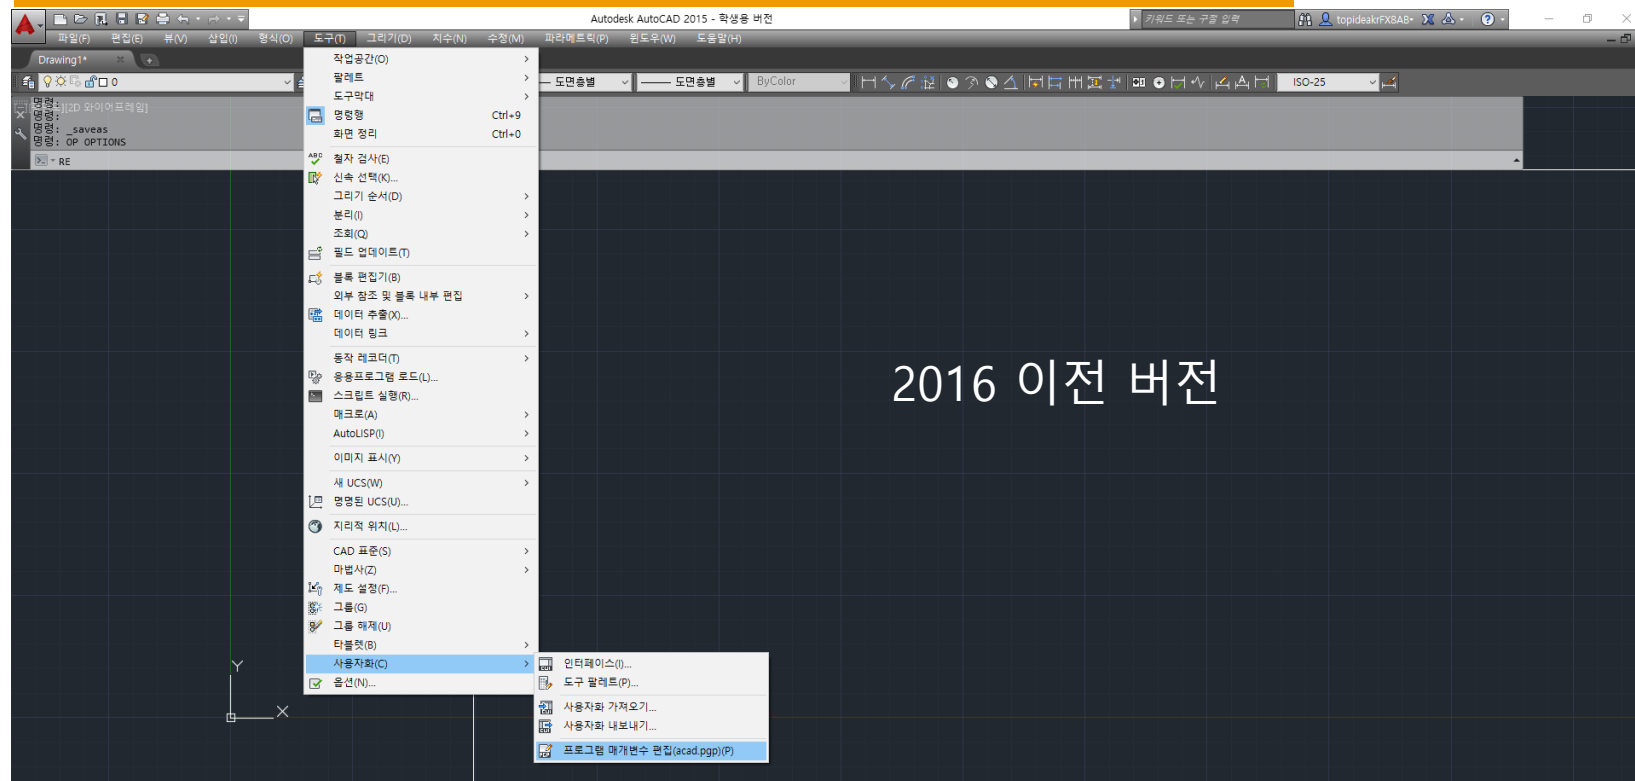 Autodesk AutoCAD 2015 - 학생용 버전
키워드 또는 구절 입력
topideakrFX8AB
파일(F) 편집(E) 뷰(V) 삽입(I) 형식(O) 도구(T) 그리기(D) 치수(N) 수정(M) 파라메트릭(P) 윈도우(W) 도움말(H)
Drawing1*
0
도면층별
도면층별
ByColor
ISO-25
[2D 와이어프레임]
명령:
명령:
명령: _saveas
명령: OP OPTIONS
RE
작업공간(O)
팔레트
도구막대
명령행 Ctrl+9
화면 정리 Ctrl+0
ABC 철자 검사(E)
신속 선택(K)...
그리기 순서(D)
분리(I)
조회(Q)
필드 업데이트(T)
블록 편집기(B)
외부 참조 및 블록 내부 편집
데이터 추출(X)...
데이터 링크
동작 레코더(T)
응용프로그램 로드(L)...
스크립트 실행(R)...
매크로(A)
AutoLISP(I)
이미지 표시(Y)
새 UCS(W)
명명된 UCS(U)...
지리적 위치(L)...
CAD 표준(S)
마법사(Z)
제도 설정(F)...
그룹(G)
그룹 해제(U)
타블렛(B)
사용자화(C)
옵션(N)...
인터페이스(I)...
도구 팔레트(P)...
사용자화 가져오기...
사용자화 내보내기...
프로그램 매개변수 편집(acad.pgp)(P)
2016 이전 버전
Y
X